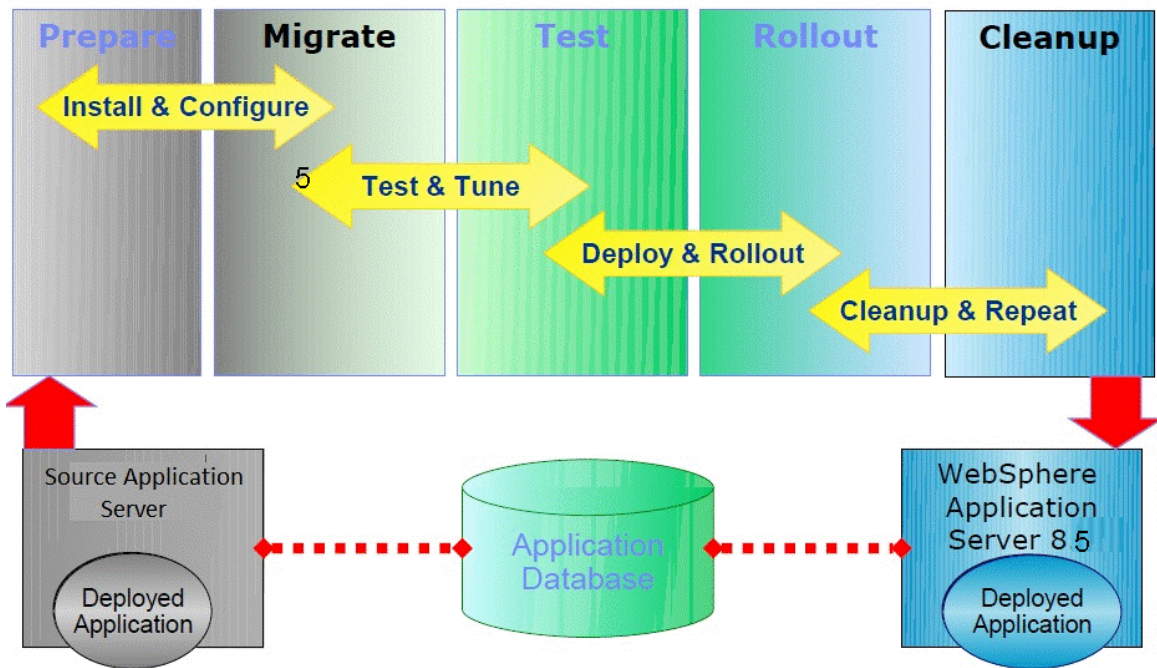 Prepare
Migrate
Test
Rollout
Cleanup
Install & Configure
5
Test & Tune
Deploy & Rollout
Cleanup & Repeat
Source Application
Server
Deployed
Application
Application
Database
WebSphere
Application
Server 8.5
Deployed
Application